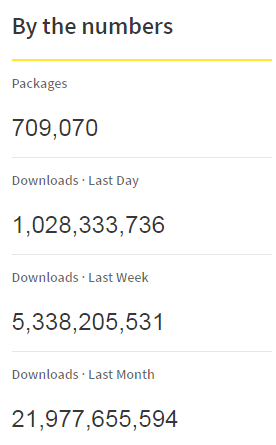 By the numbers
Packages
709,070
Downloads · Last Day
1,028,333,736
Downloads · Last Week
5,338,205,531
Downloads · Last Month
21,977,655,594